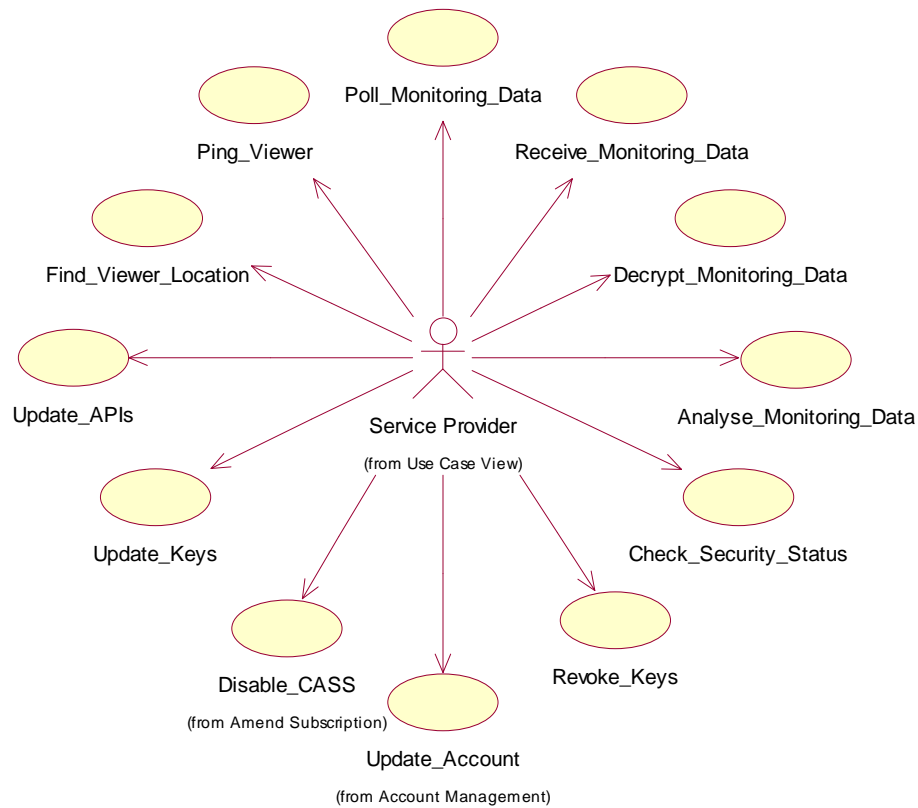 Poll_Monitoring_Data
Ping_Viewer
Receive_Monitoring_Data
Find_Viewer_Location
Decrypt_Monitoring_Data
Update_APIs
Analyse_Monitoring_Data
Service Provider
(from Use Case View)
Update_Keys
Check_Security_Status
Disable_CASS
(from Amend Subscription)
Revoke_Keys
Update_Account
(from Account Management)